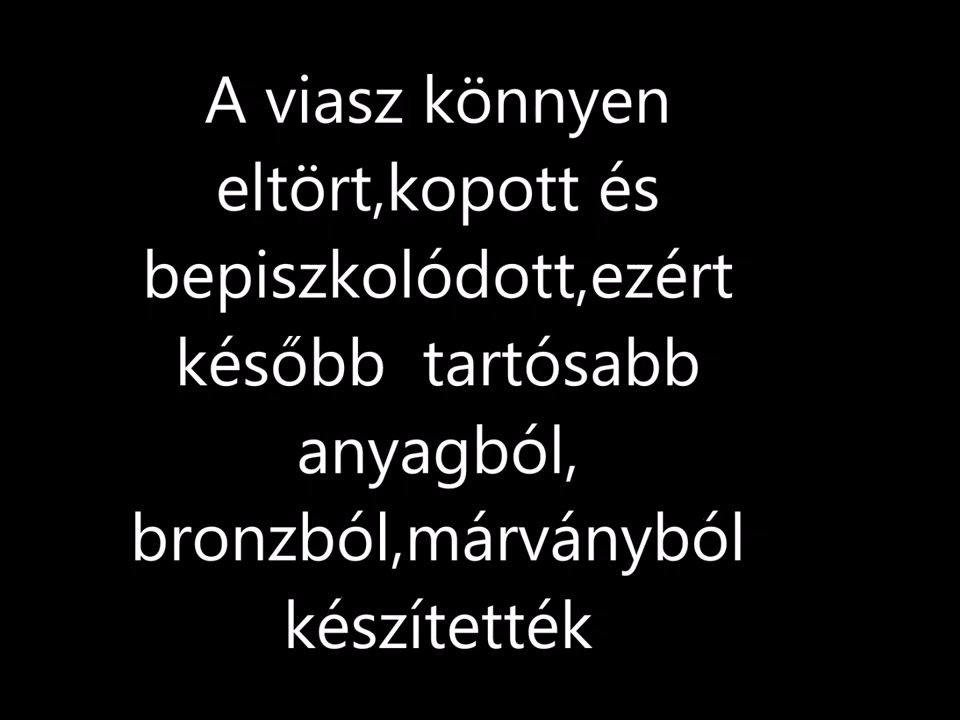 A viasz könnyen
eltört,kopott és
bepiszkolódott,ezért
később  tartósabb
anyagból,
bronzból,márványból
készítették